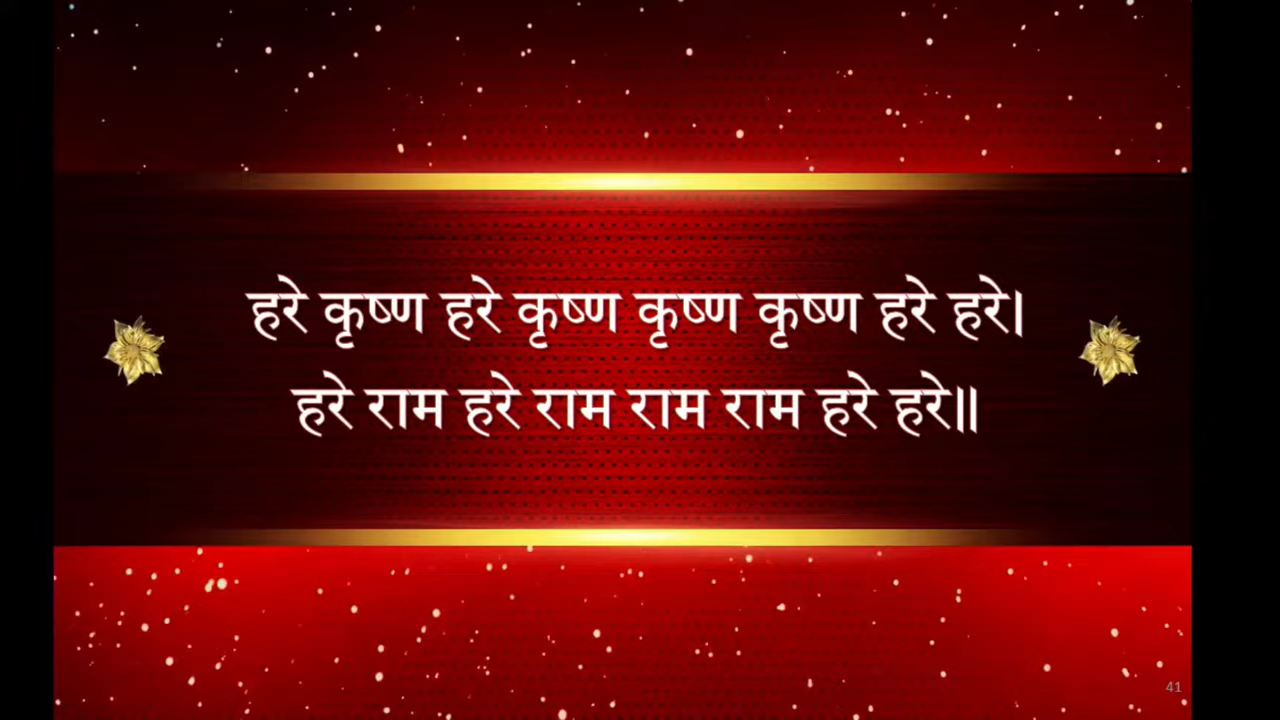 हरे कृष्ण हरे कृष्ण कृष्ण कृष्ण हरे हरे।
हरे राम हरे राम राम राम हरे हरे॥
41